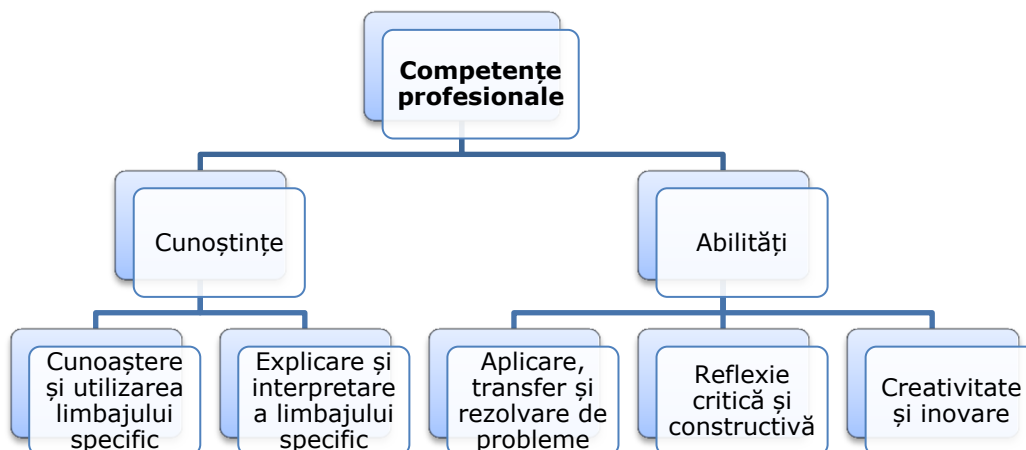 Competențe
profesionale
Cunoștințe
Abilități
Cunoaștere
și utilizarea
limbajului
specific
Explicare și
interpretare
a limbajului
specific
Aplicare,
transfer și
rezolvare de
probleme
Reflexie
critică și
constructivă
Creativitate
și inovare